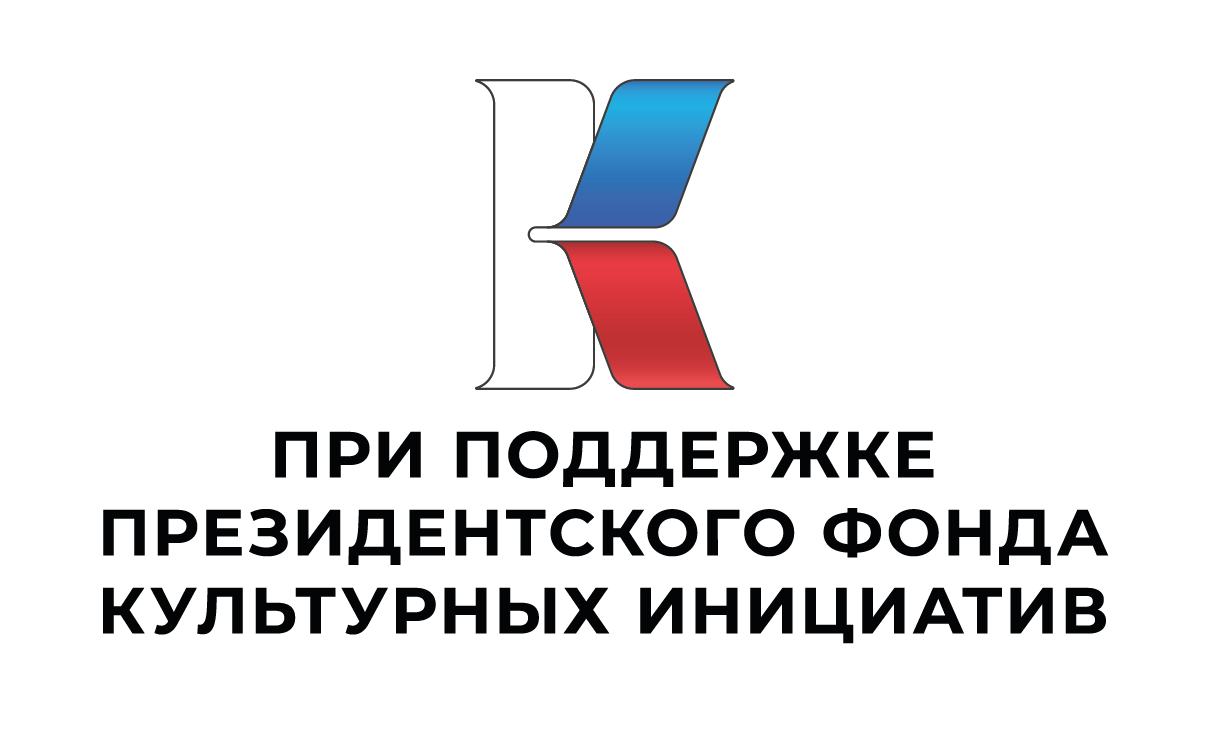 ПРИ ПОДДЕРЖКЕ
ПРЕЗИДЕНТСКОГО ФОНДА
КУЛЬТУРНЫХ ИНИЦИАТИВ